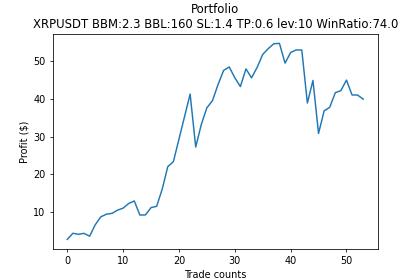 Portfolio
XRPUSDT BBM:2.3 BBL:160 SL:1.4 TP:0.6 lev:10 WinRatio:74.0
50
40
30
20
10
Profit ($)
0 10 20 30 40 50
Trade counts